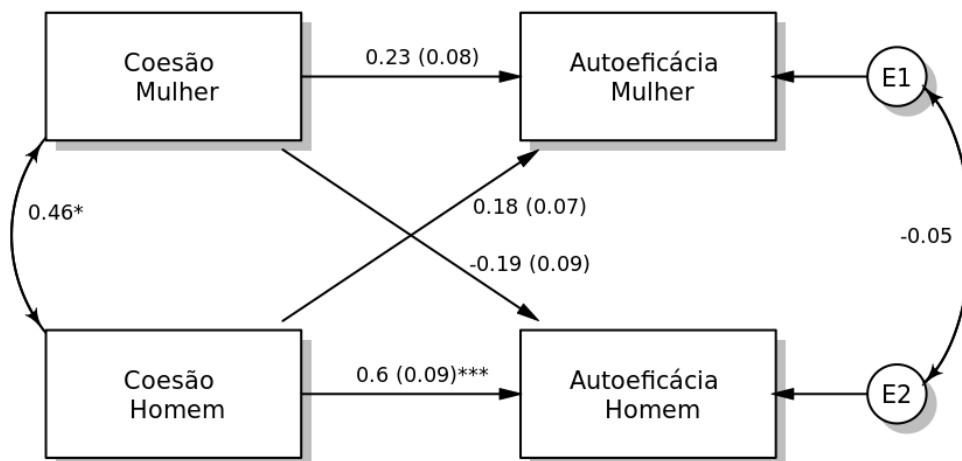 Coesão
Mulher
0.23 (0.08)
Autoeficácia
Mulher
E1
0.46*
0.18 (0.07)
-0.19 (0.09)
-0.05
Coesão
Homem
0.6 (0.09)***
Autoeficácia
Homem
E2